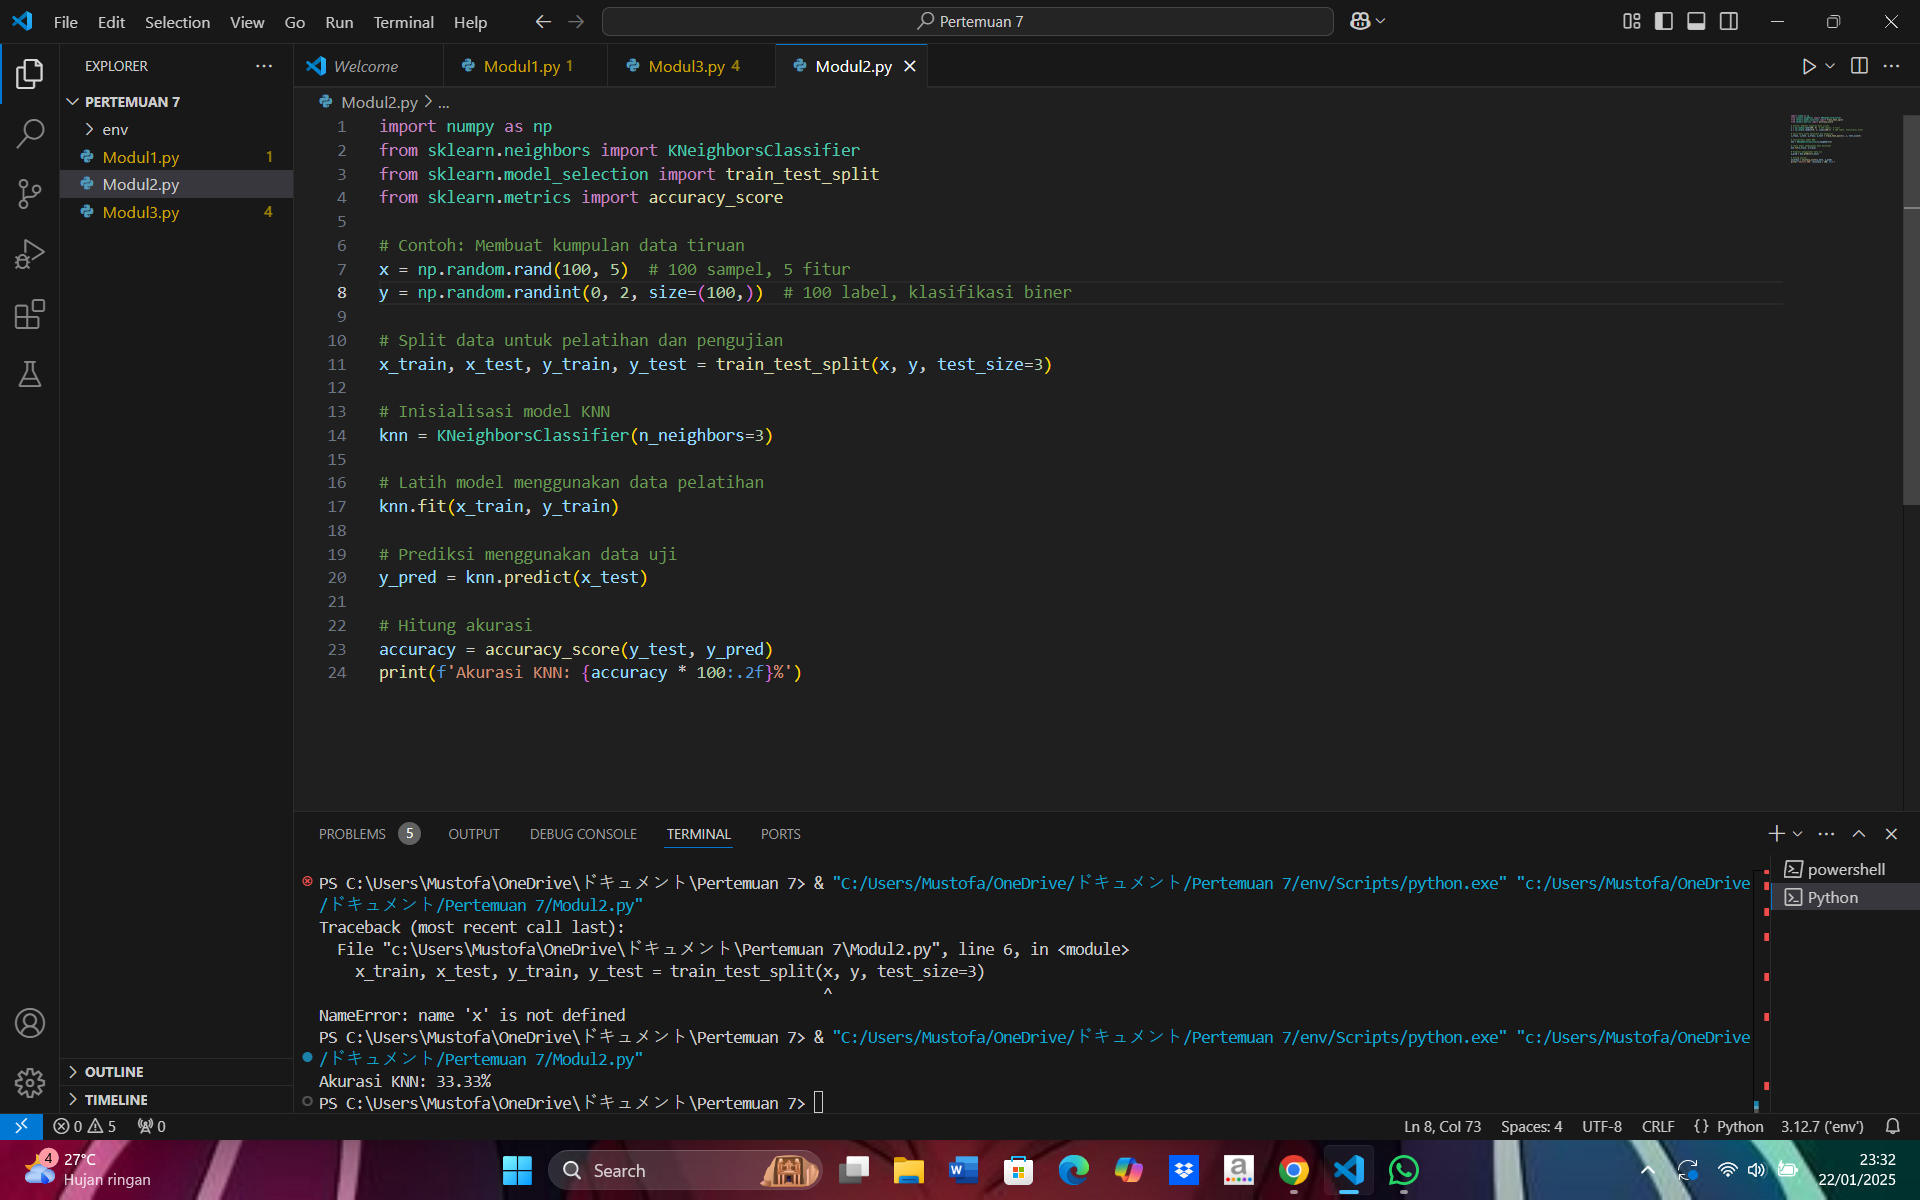 File Edit Selection View Go Run Terminal Help
Pertemuan 7
EXPLORER
PERTEMUAN 7
env
Modul1.py 1
Modul2.py
Modul3.py 4
OUTLINE
TIMELINE
Welcome Modul1.py 1 Modul3.py 4 Modul2.py
Modul2.py > ...
1 import numpy as np
2 from sklearn.neighbors import KNeighborsClassifier
3 from sklearn.model_selection import train_test_split
4 from sklearn.metrics import accuracy_score
5
6 # Contoh: Membuat kumpulan data tiruan
7 x = np.random.rand(100, 5)  # 100 sampel, 5 fitur
8 y = np.random.randint(0, 2, size=(100,))  # 100 label, klasifikasi biner
9
10 # Split data untuk pelatihan dan pengujian
11 x_train, x_test, y_train, y_test = train_test_split(x, y, test_size=3)
12
13 # Inisialisasi model KNN
14 knn = KNeighborsClassifier(n_neighbors=3)
15
16 # Latih model menggunakan data pelatihan
17 knn.fit(x_train, y_train)
18
19 # Prediksi menggunakan data uji
20 y_pred = knn.predict(x_test)
21
22 # Hitung akurasi
23 accuracy = accuracy_score(y_test, y_pred)
24 print(f'Akurasi KNN: {accuracy * 100:.2f}%')
PROBLEMS 5 OUTPUT DEBUG CONSOLE TERMINAL PORTS
PS C:\Users\Mustofa\OneDrive\ドキュメント\Pertemuan 7> & "C:/Users/Mustofa/OneDrive/ドキュメント/Pertemuan 7/env/Scripts/python.exe" "c:/Users/Mustofa/OneDrive
/ドキュメント/Pertemuan 7/Modul2.py"
Traceback (most recent call last):
File "c:\Users\Mustofa\OneDrive\ドキュメント\Pertemuan 7\Modul2.py", line 6, in <module>
x_train, x_test, y_train, y_test = train_test_split(x, y, test_size=3)
^
NameError: name 'x' is not defined
PS C:\Users\Mustofa\OneDrive\ドキュメント\Pertemuan 7> & "C:/Users/Mustofa/OneDrive/ドキュメント/Pertemuan 7/env/Scripts/python.exe" "c:/Users/Mustofa/OneDrive
/ドキュメント/Pertemuan 7/Modul2.py"
Akurasi KNN: 33.33%
PS C:\Users\Mustofa\OneDrive\ドキュメント\Pertemuan 7>
powershell
Python
0 5 0
Ln 8, Col 73 Spaces: 4 UTF-8 CRLF {} Python 3.12.7 ('env')
4
27°C
Hujan ringan
Search
23:32
22/01/2025